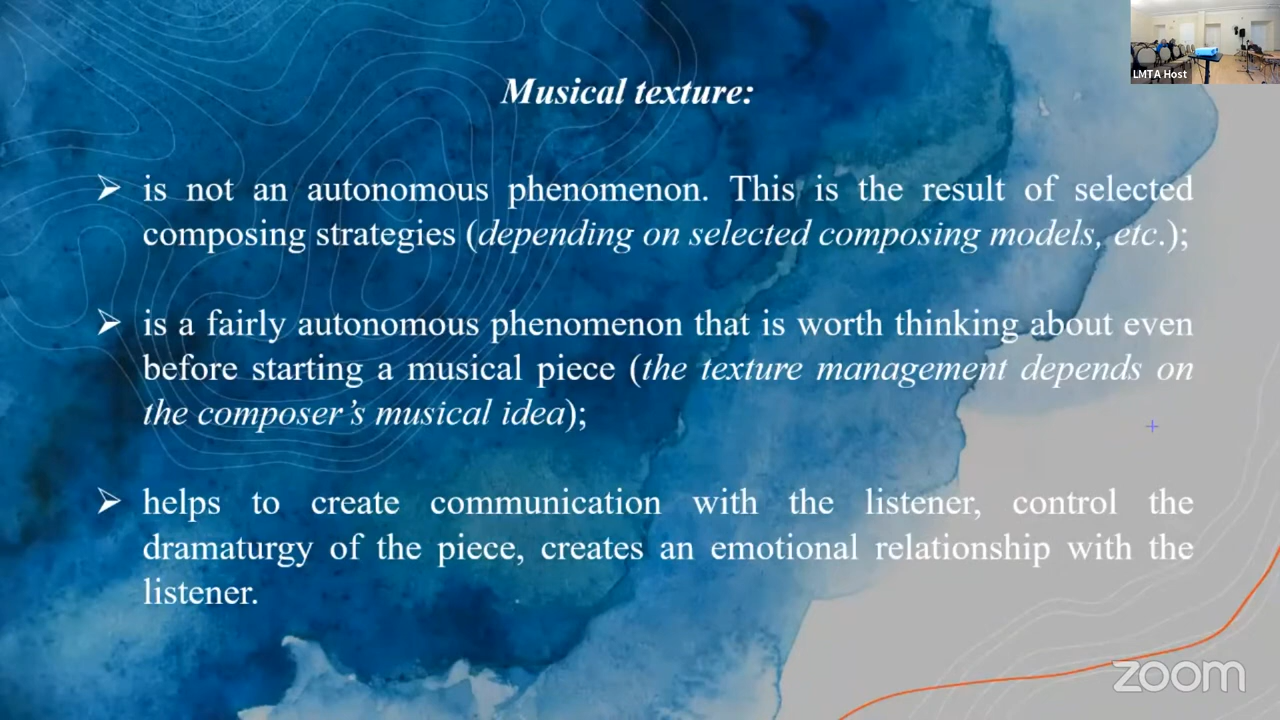 LMTA Host
Musical texture:
is not an autonomous phenomenon. This is the result of selected
composing strategies (depending on selected composing models, etc.);
is a fairly autonomous phenomenon that is worth thinking about even
before starting a musical piece (the texture management depends on
the composer’s musical idea);
helps to create communication with the listener, control the
dramaturgy of the piece, creates an emotional relationship with the
listener.
zoom